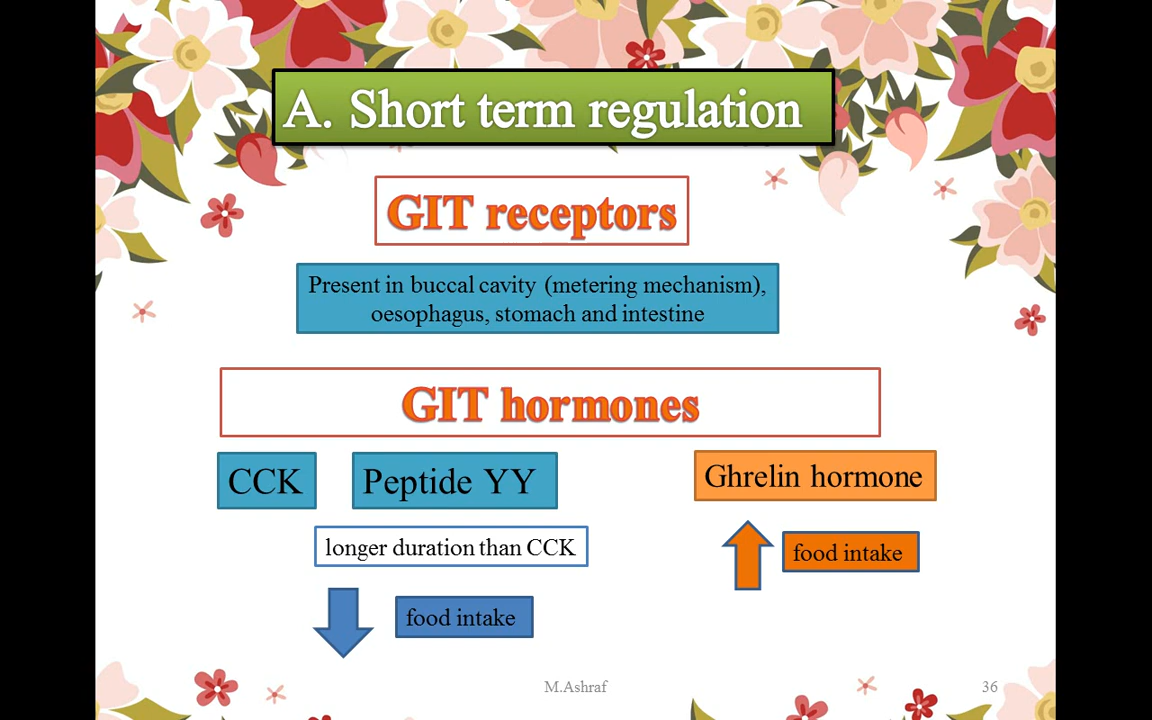 A. Short term regulation
GIT receptors
Present in buccal cavity (metering mechanism),
oesophagus, stomach and intestine
GIT hormones
CCK
Peptide YY
Ghrelin hormone
longer duration than CCK
food intake
food intake
M.Ashraf
36